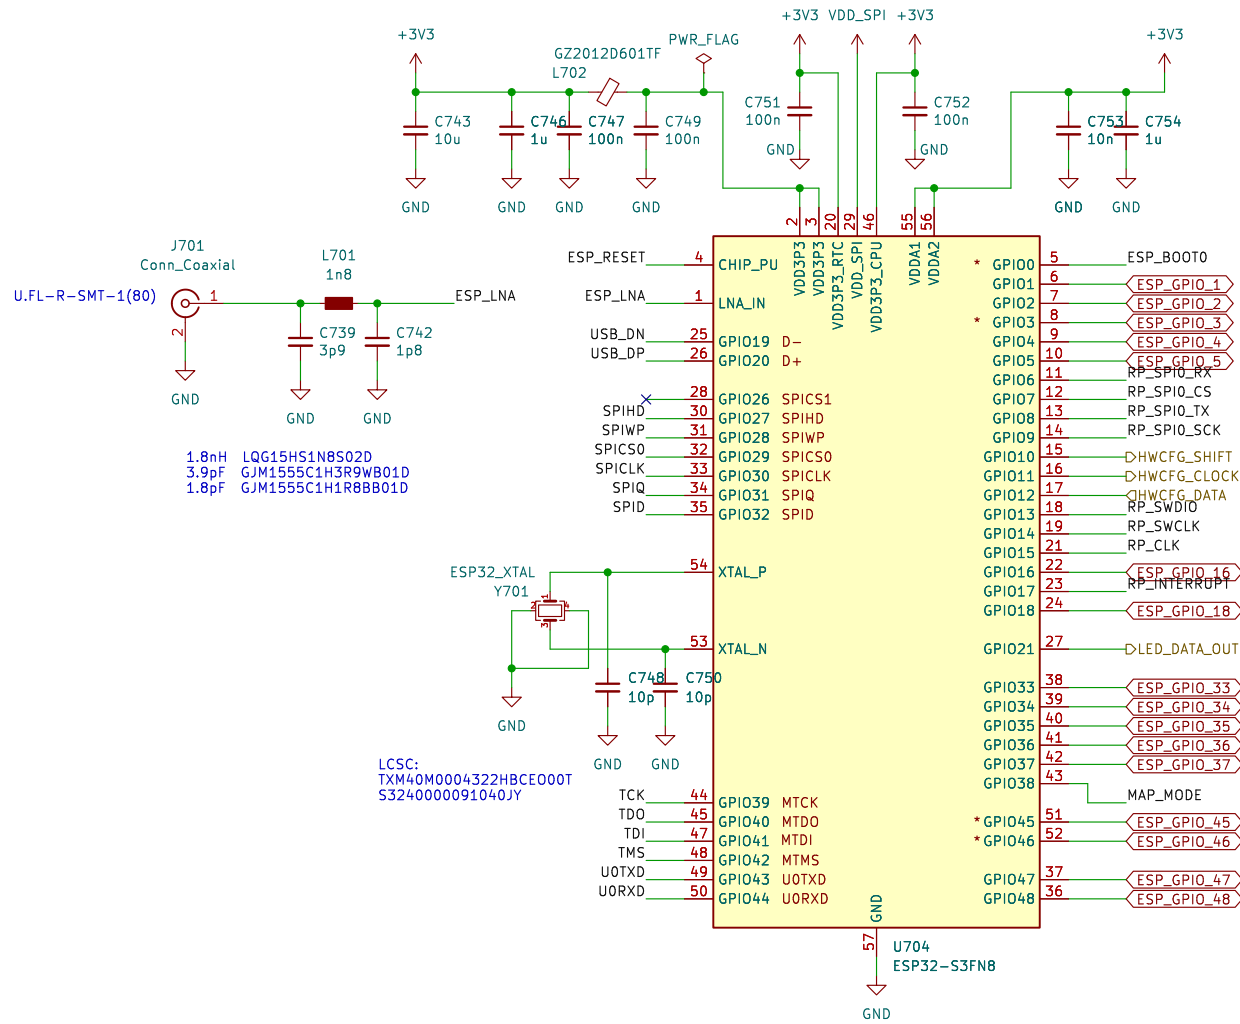 +3V3 VDD_SPI +3V3
+3V3 PWR_FLAG +3V3
GZ2012D601TF
L702
C743
10u
C746
1u
C747
100n
C749
100n
C751
100n
C752
100n
C753
10n
C754
1u
GND GND
GND GND GND GND GND GND
2 3 20 29 46 55 56
VDD3P3 VDD3P3 VDD3P3_RTC VDD_SPI VDD3P3_CPU VDDA1 VDDA2
J701
Conn_Coaxial
U.FL-R-SMT-1(80)
1
2
GND
L701
1n8
ESP_LNA
C739
3p9
C742
1p8
GND GND
1.8nH LQG15HS1N8S02D
3.9pF GJM1555C1H3R9WB01D
1.8pF GJM1555C1H1R8BB01D
ESP_RESET 4 CHIP_PU
ESP_LNA 1 LNA_IN
USB_DN 25 GPIO19 D-
USB_DP 26 GPIO20 D+
28 GPIO26 SPICS1
SPIHD 30 GPIO27 SPIHD
SPIWP 31 GPIO28 SPIWP
SPICS0 32 GPIO29 SPICS0
SPICLK 33 GPIO30 SPICLK
SPIQ 34 GPIO31 SPIQ
SPID 35 GPIO32 SPID
54 XTAL_P
53 XTAL_N
ESP32_XTAL
Y701
1
2 4
3
GND
C748
10p
C750
10p
GND GND
LCSC:
TXM40M0004322HBCEO00T
S3240000091040JY
TCK 44 GPIO39 MTCK
TDO 45 GPIO40 MTDO
TDI 47 GPIO41 MTDI
TMS 48 GPIO42 MTMS
U0TXD 49 GPIO43 U0TXD
U0RXD 50 GPIO44 U0RXD
* GPIO0 5 ESP_BOOT0
GPIO1 6 ESP_GPIO_1
GPIO2 7 ESP_GPIO_2
* GPIO3 8 ESP_GPIO_3
GPIO4 9 ESP_GPIO_4
GPIO5 10 ESP_GPIO_5
GPIO6 11 RP_SPI0_RX
GPIO7 12 RP_SPI0_CS
GPIO8 13 RP_SPI0_TX
GPIO9 14 RP_SPI0_SCK
GPIO10 15 HWCFG_SHIFT
GPIO11 16 HWCFG_CLOCK
GPIO12 17 HWCFG_DATA
GPIO13 18 RP_SWDIO
GPIO14 19 RP_SWCLK
GPIO15 21 RP_CLK
GPIO16 22 ESP_GPIO_16
GPIO17 23 RP_INTERRUPT
GPIO18 24 ESP_GPIO_18
GPIO21 27 LED_DATA_OUT
GPIO33 38 ESP_GPIO_33
GPIO34 39 ESP_GPIO_34
GPIO35 40 ESP_GPIO_35
GPIO36 41 ESP_GPIO_36
GPIO37 42 ESP_GPIO_37
GPIO38 43 MAP_MODE
* GPIO45 51 ESP_GPIO_45
* GPIO46 52 ESP_GPIO_46
GPIO47 37 ESP_GPIO_47
GPIO48 36 ESP_GPIO_48
GND
57
U704
ESP32-S3FN8
GND